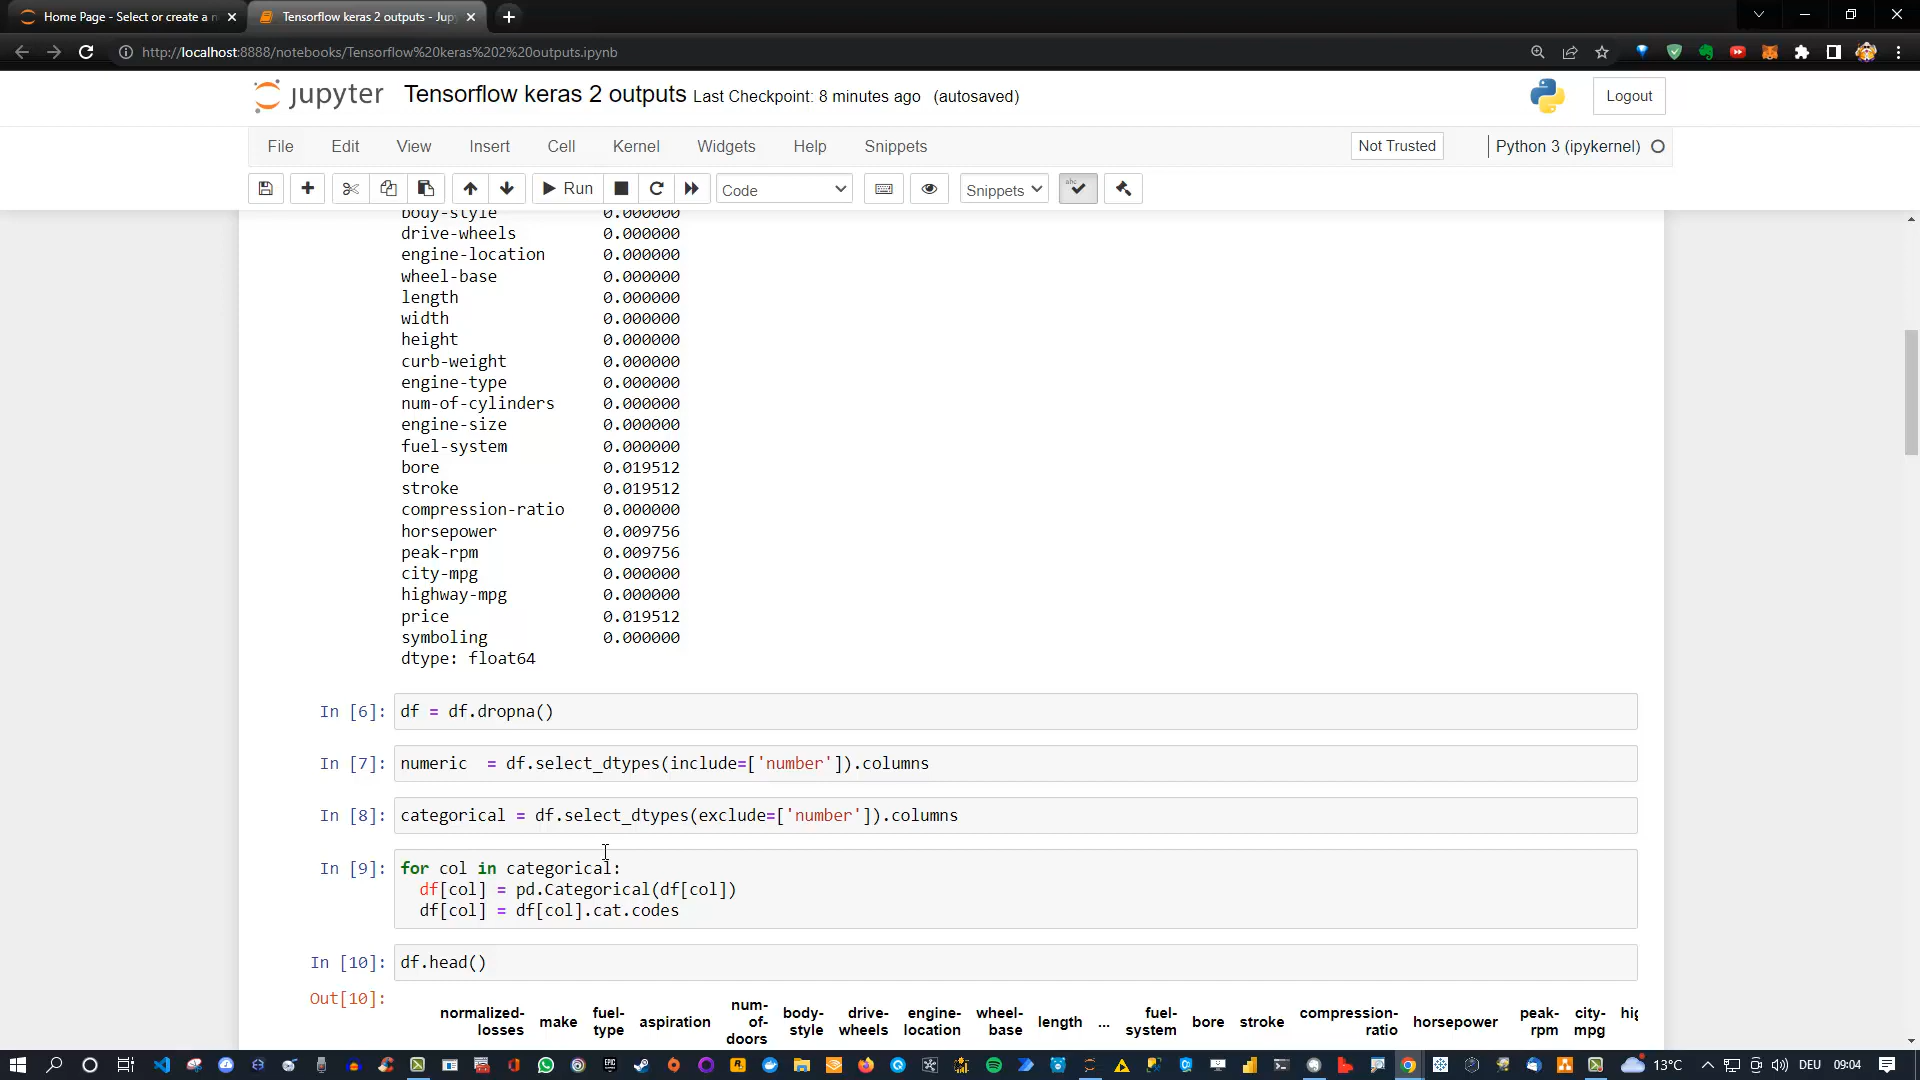 Home Page - Select or create a n
Tensorflow keras 2 outputs - Jup
http://localhost:8888/notebooks/Tensorflow%20keras%202%20outputs.ipynb
jupyter Tensorflow keras 2 outputs Last Checkpoint: 8 minutes ago (autosaved)
Logout
File Edit View Insert Cell Kernel Widgets Help Snippets
Not Trusted
Python 3 (ipykernel)
Run
Code
Snippets
abc
body-style 0.000000
drive-wheels 0.000000
engine-location 0.000000
wheel-base 0.000000
length 0.000000
width 0.000000
height 0.000000
curb-weight 0.000000
engine-type 0.000000
num-of-cylinders 0.000000
engine-size 0.000000
fuel-system 0.000000
bore 0.019512
stroke 0.019512
compression-ratio 0.000000
horsepower 0.009756
peak-rpm 0.009756
city-mpg 0.000000
highway-mpg 0.000000
price 0.019512
symboling 0.000000
dtype: float64
In [6]: df = df.dropna()
In [7]: numeric  = df.select_dtypes(include=['number']).columns
In [8]: categorical = df.select_dtypes(exclude=['number']).columns
In [9]: for col in categorical:
df[col] = pd.Categorical(df[col])
df[col] = df[col].cat.codes
In [10]: df.head()
Out[10]:
normalized-losses make fuel-type aspiration num-of-doors body-style drive-wheels engine-location wheel-base length ... fuel-system bore stroke compression-ratio horsepower peak-rpm city-mpg hig
13°C
DEU
09:04